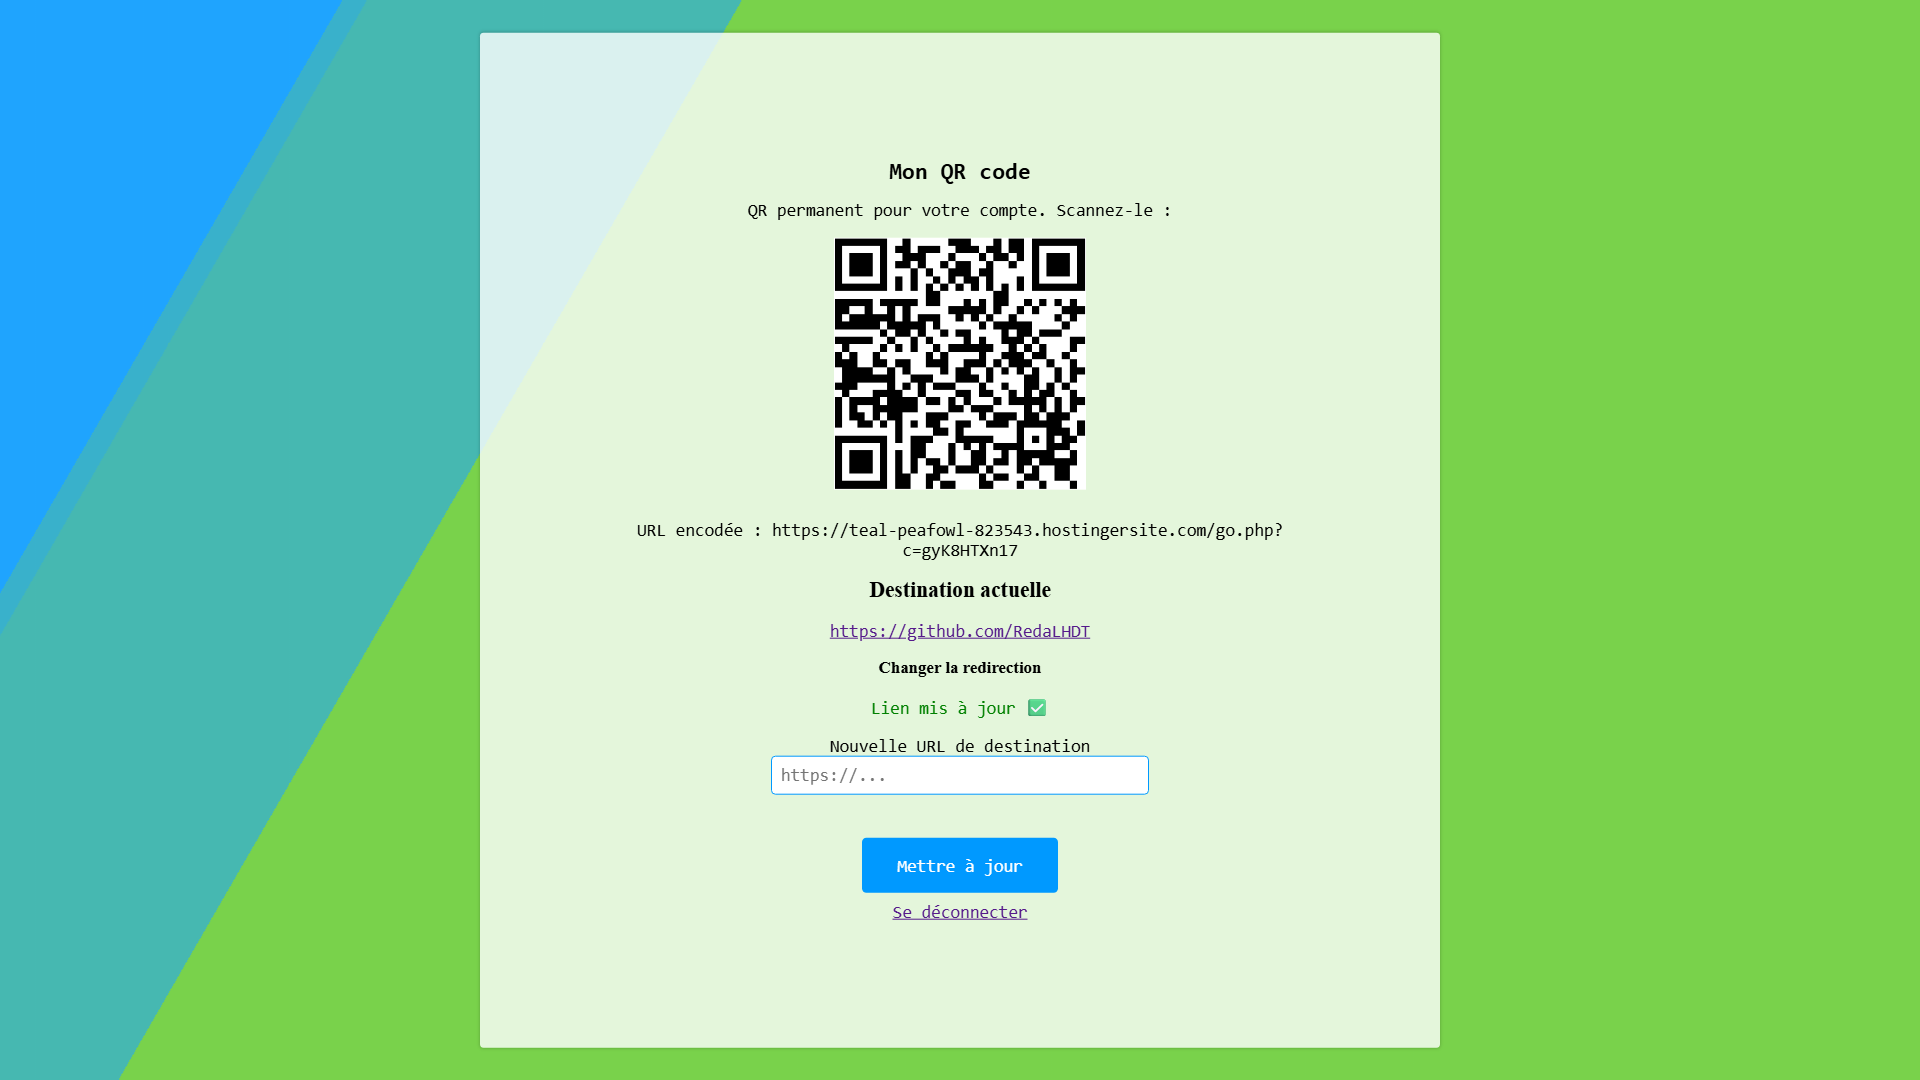 Mon QR code
QR permanent pour votre compte. Scannez-le :
URL encodée : https://teal-peafowl-823543.hostingersite.com/go.php?
c=gyK8HTXn17
Destination actuelle
https://github.com/RedaLHDT
Changer la redirection
Lien mis à jour ✅
Nouvelle URL de destination
https://...
Mettre à jour
Se déconnecter